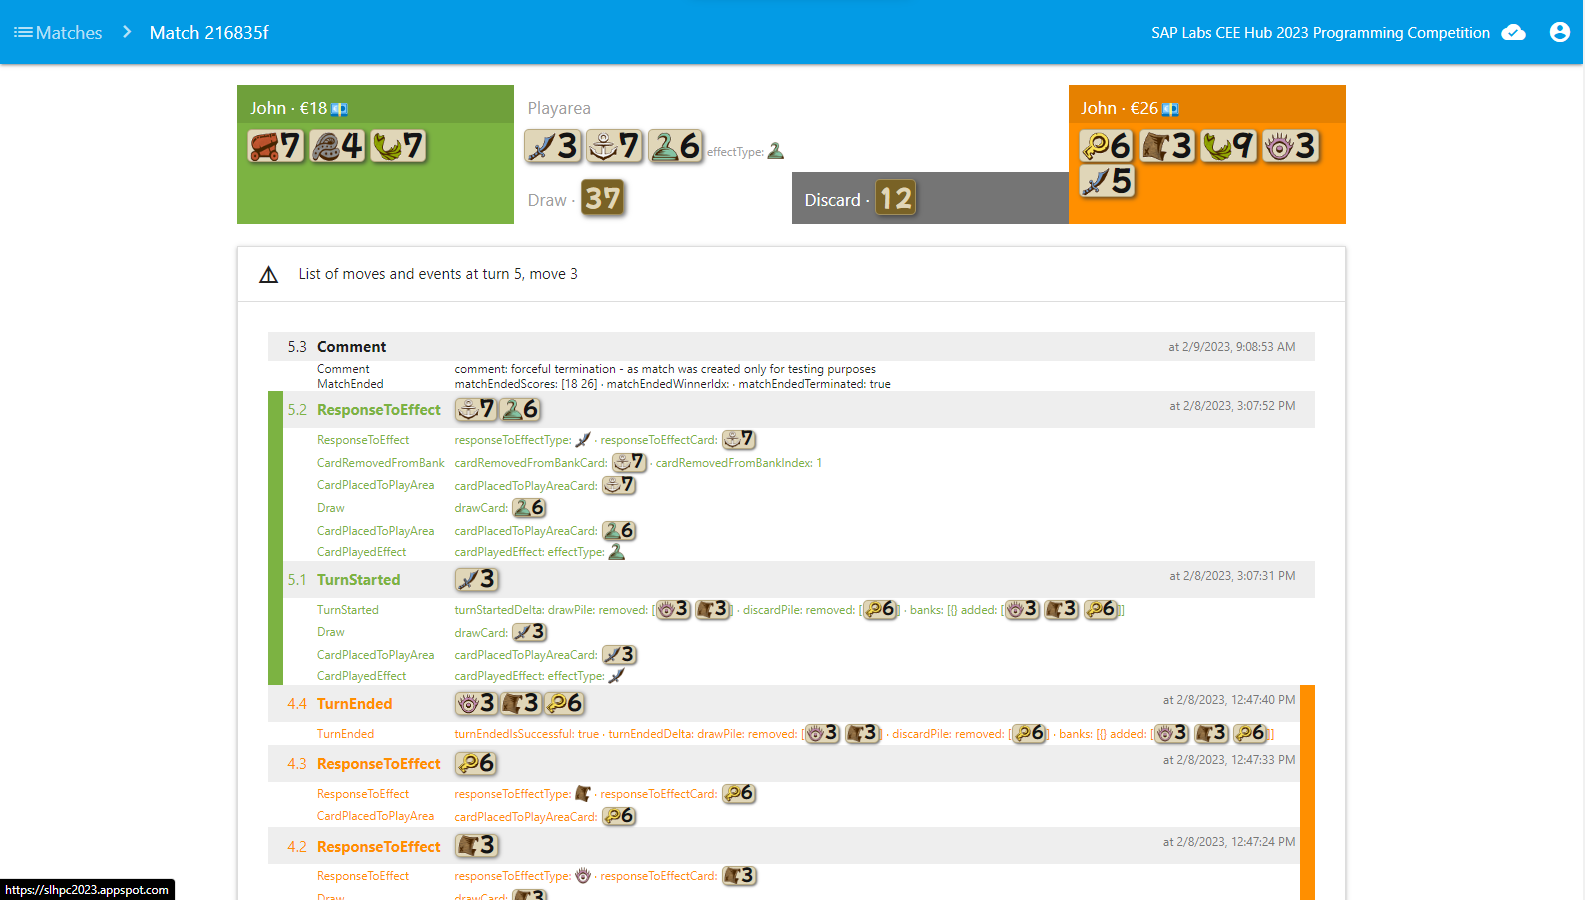 Matches
Match 216835f
SAP Labs CEE Hub 2023 Programming Competition
John · €18
7 4 7
Playarea
3 7 6 effectType:
Draw · 37
Discard · 12
John · €26
6 3 9 3
5
List of moves and events at turn 5, move 3
5.3 Comment at 2/9/2023, 9:08:53 AM
Comment comment: forceful termination - as match was created only for testing purposes
MatchEnded matchEndedScores: [18 26] · matchEndedWinnerIdx: · matchEndedTerminated: true
5.2 ResponseToEffect 7 6 at 2/8/2023, 3:07:52 PM
ResponseToEffect responseToEffectType: · responseToEffectCard: 7
CardRemovedFromBank cardRemovedFromBankCard: 7 · cardRemovedFromBankIndex: 1
CardPlacedToPlayArea cardPlacedToPlayAreaCard: 7
Draw drawCard: 6
CardPlacedToPlayArea cardPlacedToPlayAreaCard: 6
CardPlayedEffect cardPlayedEffect: effectType:
5.1 TurnStarted 3 at 2/8/2023, 3:07:31 PM
TurnStarted turnStartedDelta: drawPile: removed: [3 3] · discardPile: removed: [6] · banks: [{} added: [3 3 6]]
Draw drawCard: 3
CardPlacedToPlayArea cardPlacedToPlayAreaCard: 3
CardPlayedEffect cardPlayedEffect: effectType:
4.4 TurnEnded 3 3 6 at 2/8/2023, 12:47:40 PM
TurnEnded turnEndedIsSuccessful: true · turnEndedDelta: drawPile: removed: [3 3] · discardPile: removed: [6] · banks: [{} added: [3 3 6]]
4.3 ResponseToEffect 6 at 2/8/2023, 12:47:33 PM
ResponseToEffect responseToEffectType: · responseToEffectCard: 6
CardPlacedToPlayArea cardPlacedToPlayAreaCard: 6
4.2 ResponseToEffect 3 at 2/8/2023, 12:47:24 PM
ResponseToEffect responseToEffectType: · responseToEffectCard: 3
Draw drawCard: 3
https://slhpc2023.appspot.com